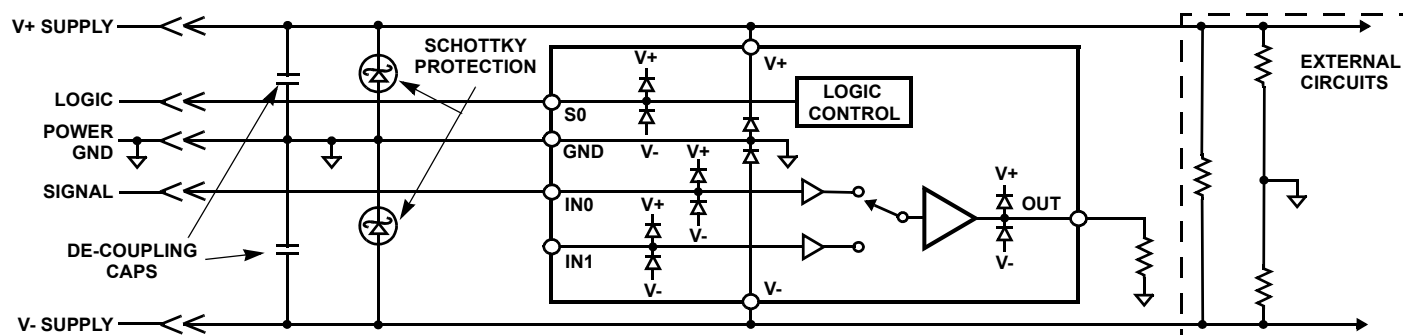 V+ SUPPLY
SCHOTTKY
PROTECTION
V+
V+
EXTERNAL
CIRCUITS
LOGIC
S0
LOGIC
CONTROL
POWER
GND
GND
V-
V+
SIGNAL
IN0
V+
V-
V+
OUT
DE-COUPLING
CAPS
IN1
V-
V-
V-
V- SUPPLY